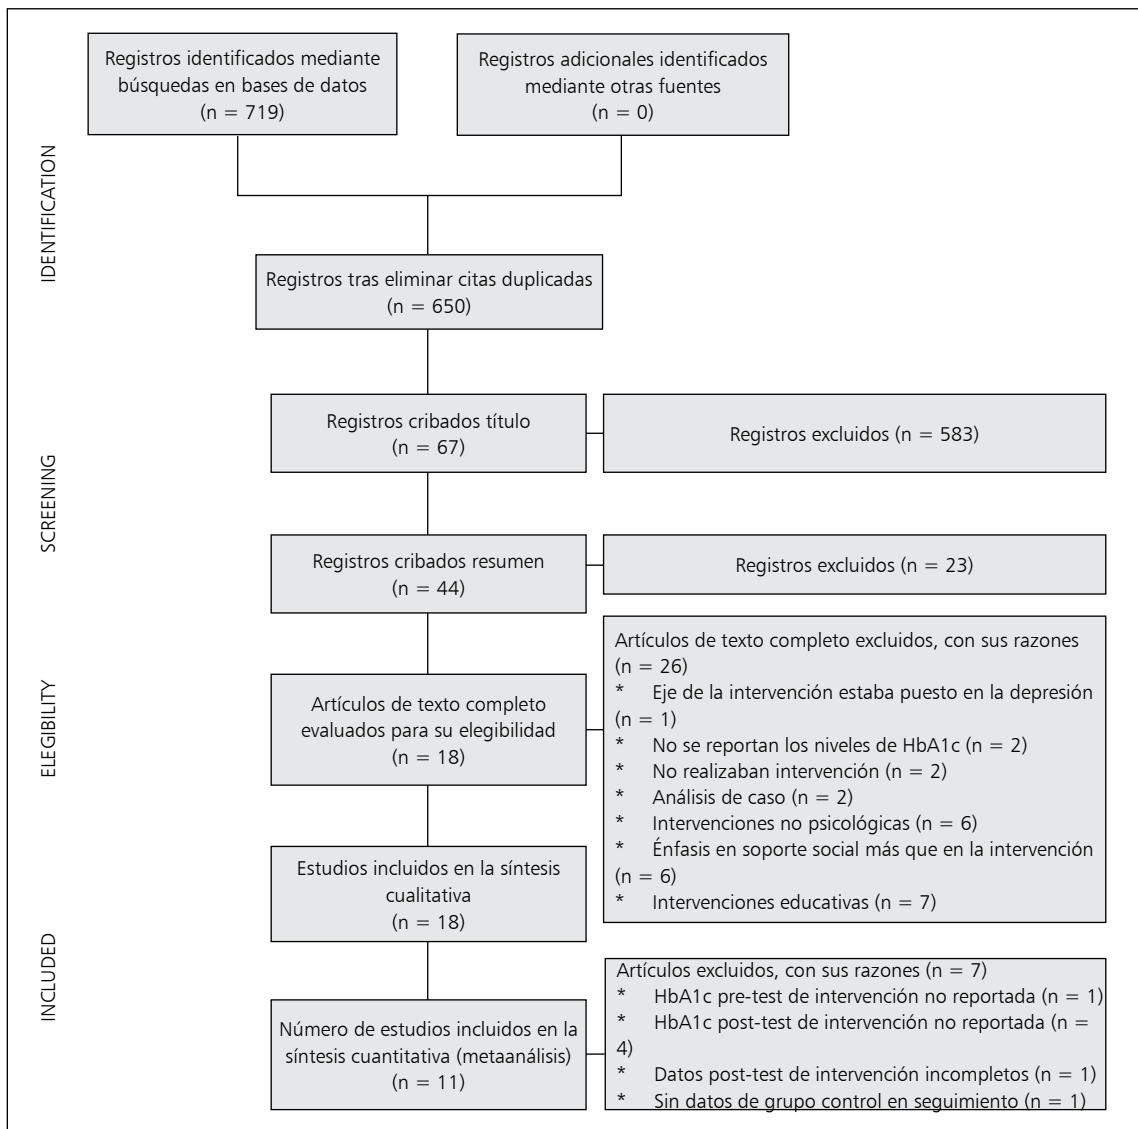 Registros identificados mediante
búsquedas en bases de datos
(n = 719)
Registros adicionales identificados
mediante otras fuentes
(n = 0)
IDENTIFICATION
Registros tras eliminar citas duplicadas
(n = 650)
SCREENING
Registros cribados título
(n = 67)
Registros excluidos (n = 583)
Registros cribados resumen
(n = 44)
Registros excluidos (n = 23)
ELEGIBILITY
Artículos de texto completo
evaluados para su elegibilidad
(n = 18)
Artículos de texto completo excluidos, con sus razones
(n = 26)
* Eje de la intervención estaba puesto en la depresión
(n = 1)
* No se reportan los niveles de HbA1c (n = 2)
* No realizaban intervención (n = 2)
* Análisis de caso (n = 2)
* Intervenciones no psicológicas (n = 6)
* Énfasis en soporte social más que en la intervención
(n = 6)
* Intervenciones educativas (n = 7)
INCLUDED
Estudios incluidos en la síntesis
cualitativa
(n = 18)
Número de estudios incluidos en la
síntesis cuantitativa (metaanálisis)
(n = 11)
Artículos excluidos, con sus razones (n = 7)
* HbA1c pre-test de intervención no reportada (n = 1)
* HbA1c post-test de intervención no reportada (n =
4)
* Datos post-test de intervención incompletos (n = 1)
* Sin datos de grupo control en seguimiento (n = 1)